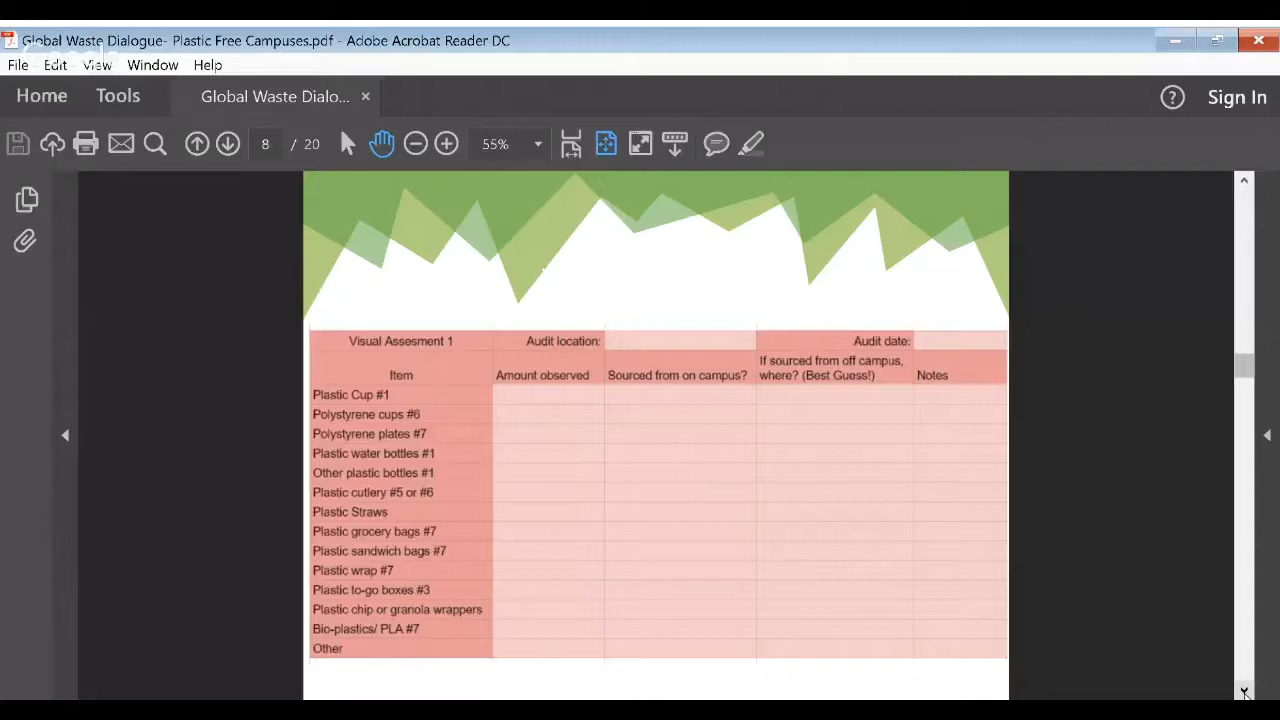 Global Waste Dialogue- Plastic Free Campuses.pdf - Adobe Acrobat Reader DC
File Edit View Window Help
Home Tools Global Waste Dialo... × ? Sign In
8 / 20 55%
Visual Assesment 1 Audit location: Audit date:
Item Amount observed Sourced from on campus? If sourced from off campus, where? (Best Guess!) Notes
Plastic Cup #1
Polystyrene cups #6
Polystyrene plates #7
Plastic water bottles #1
Other plastic bottles #1
Plastic cutlery #5 or #6
Plastic Straws
Plastic grocery bags #7
Plastic sandwich bags #7
Plastic wrap #7
Plastic to-go boxes #3
Plastic chip or granola wrappers
Bio-plastics/ PLA #7
Other